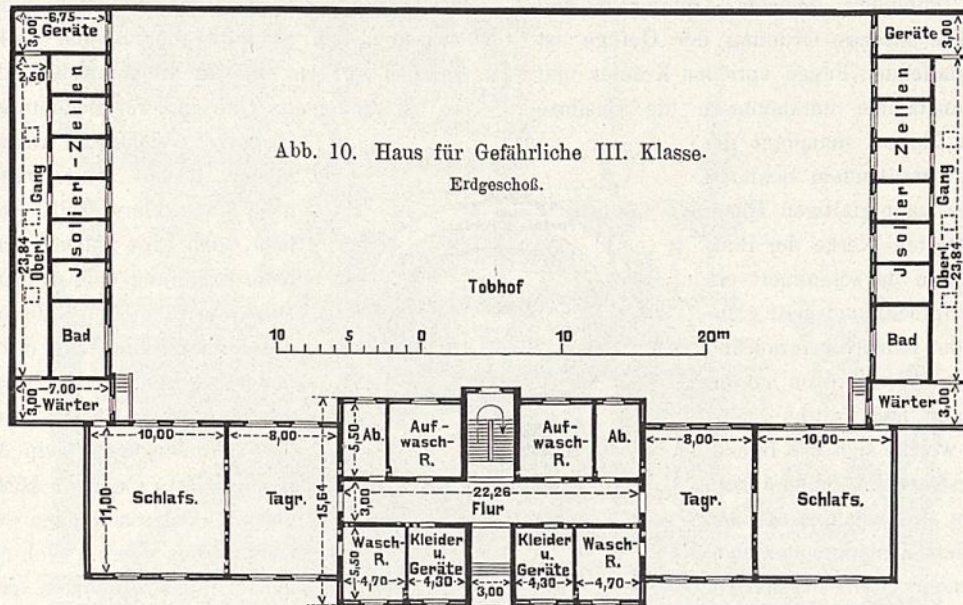 6,75
3,00
Geräte
Geräte
3,00
2,50
Isolier-Zellen
Oberl.-Gang
23,84
Isolier-Zellen
Oberl.-Gang
23,84
Abb. 10. Haus für Gefährliche III. Klasse.
Erdgeschoß.
Tobhof
10 5 0 10 20m
Bad
Bad
7.00
3,00
Wärter
Wärter
3,00
10,00
8,00
8,00
10,00
11,00
15,64
5,50
Ab.
Auf-
wasch-
R.
Auf-
wasch-
R.
Ab.
Schlafs.
Tagr.
3,00
22,26
Flur
Tagr.
Schlafs.
5,50
Wasch-
R.
4,70
Kleider
u.
Geräte
4,30
3,00
Kleider
u.
Geräte
4,30
Wasch-
R.
4,70